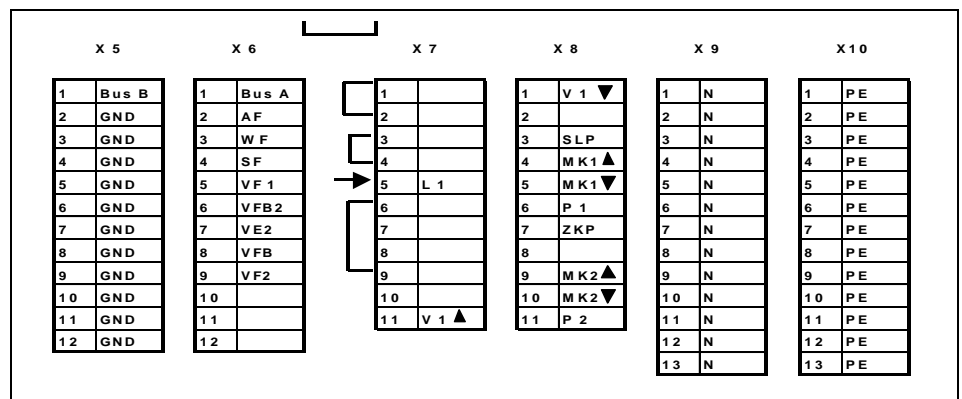 X 5 X 6 X 7 X 8 X 9 X10
1 Bus B 1 Bus A 1 1 V 1 ▼ 1 N 1 PE
2 GND 2 AF 2 2 2 N 2 PE
3 GND 3 WF 3 3 SLP 3 N 3 PE
4 GND 4 SF 4 4 MK1▲ 4 N 4 PE
5 GND 5 VF1 5 L 1 5 MK1▼ 5 N 5 PE
6 GND 6 VFB2 6 6 P 1 6 N 6 PE
7 GND 7 VE2 7 7 ZKP 7 N 7 PE
8 GND 8 VFB 8 8 8 N 8 PE
9 GND 9 VF2 9 9 MK2▲ 9 N 9 PE
10 GND 10 10 10 MK2▼ 10 N 10 PE
11 GND 11 11 V 1 ▲ 11 P 2 11 N 11 PE
12 GND 12 12 N 12 PE
13 N 13 PE